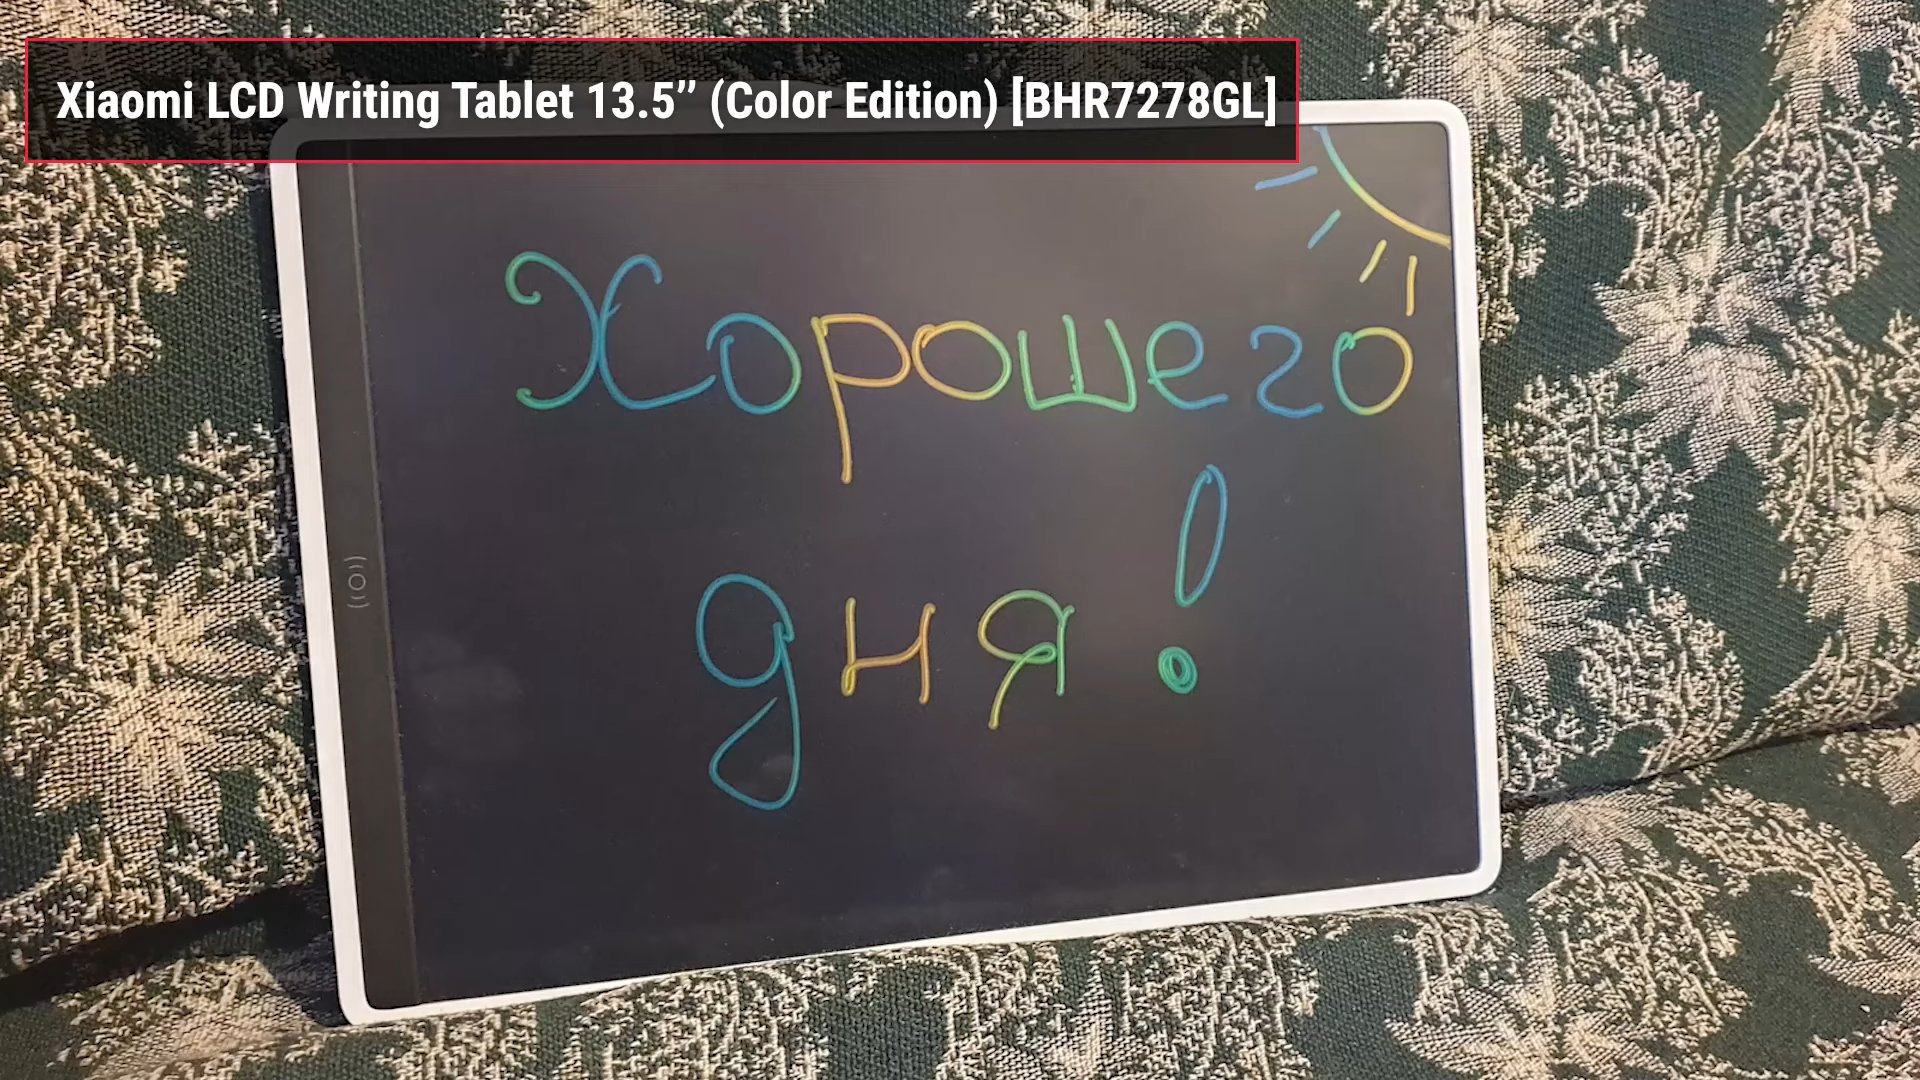 Xiaomi LCD Writing Tablet 13.5’’ (Color Edition) [BHR7278GL]
Хорошего
дня!